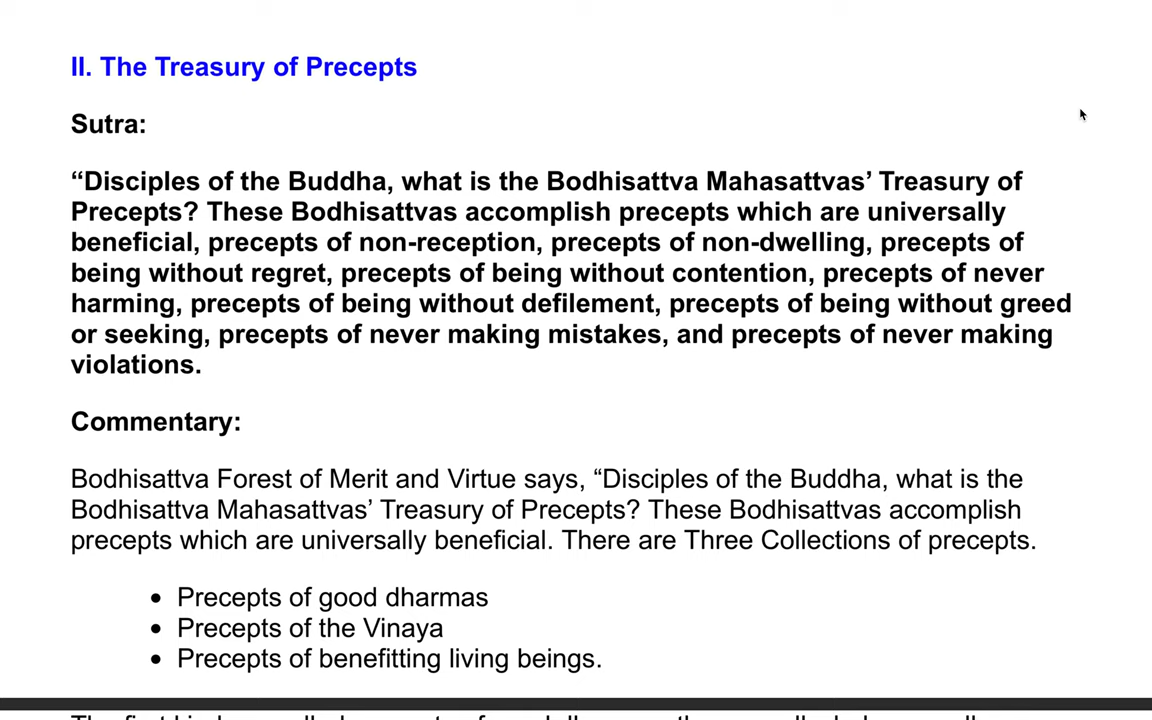 II. The Treasury of Precepts
Sutra:
“Disciples of the Buddha, what is the Bodhisattva Mahasattvas’ Treasury of
Precepts? These Bodhisattvas accomplish precepts which are universally
beneficial, precepts of non-reception, precepts of non-dwelling, precepts of
being without regret, precepts of being without contention, precepts of never
harming, precepts of being without defilement, precepts of being without greed
or seeking, precepts of never making mistakes, and precepts of never making
violations.
Commentary:
Bodhisattva Forest of Merit and Virtue says, “Disciples of the Buddha, what is the
Bodhisattva Mahasattvas’ Treasury of Precepts? These Bodhisattvas accomplish
precepts which are universally beneficial. There are Three Collections of precepts.
• Precepts of good dharmas
• Precepts of the Vinaya
• Precepts of benefitting living beings.